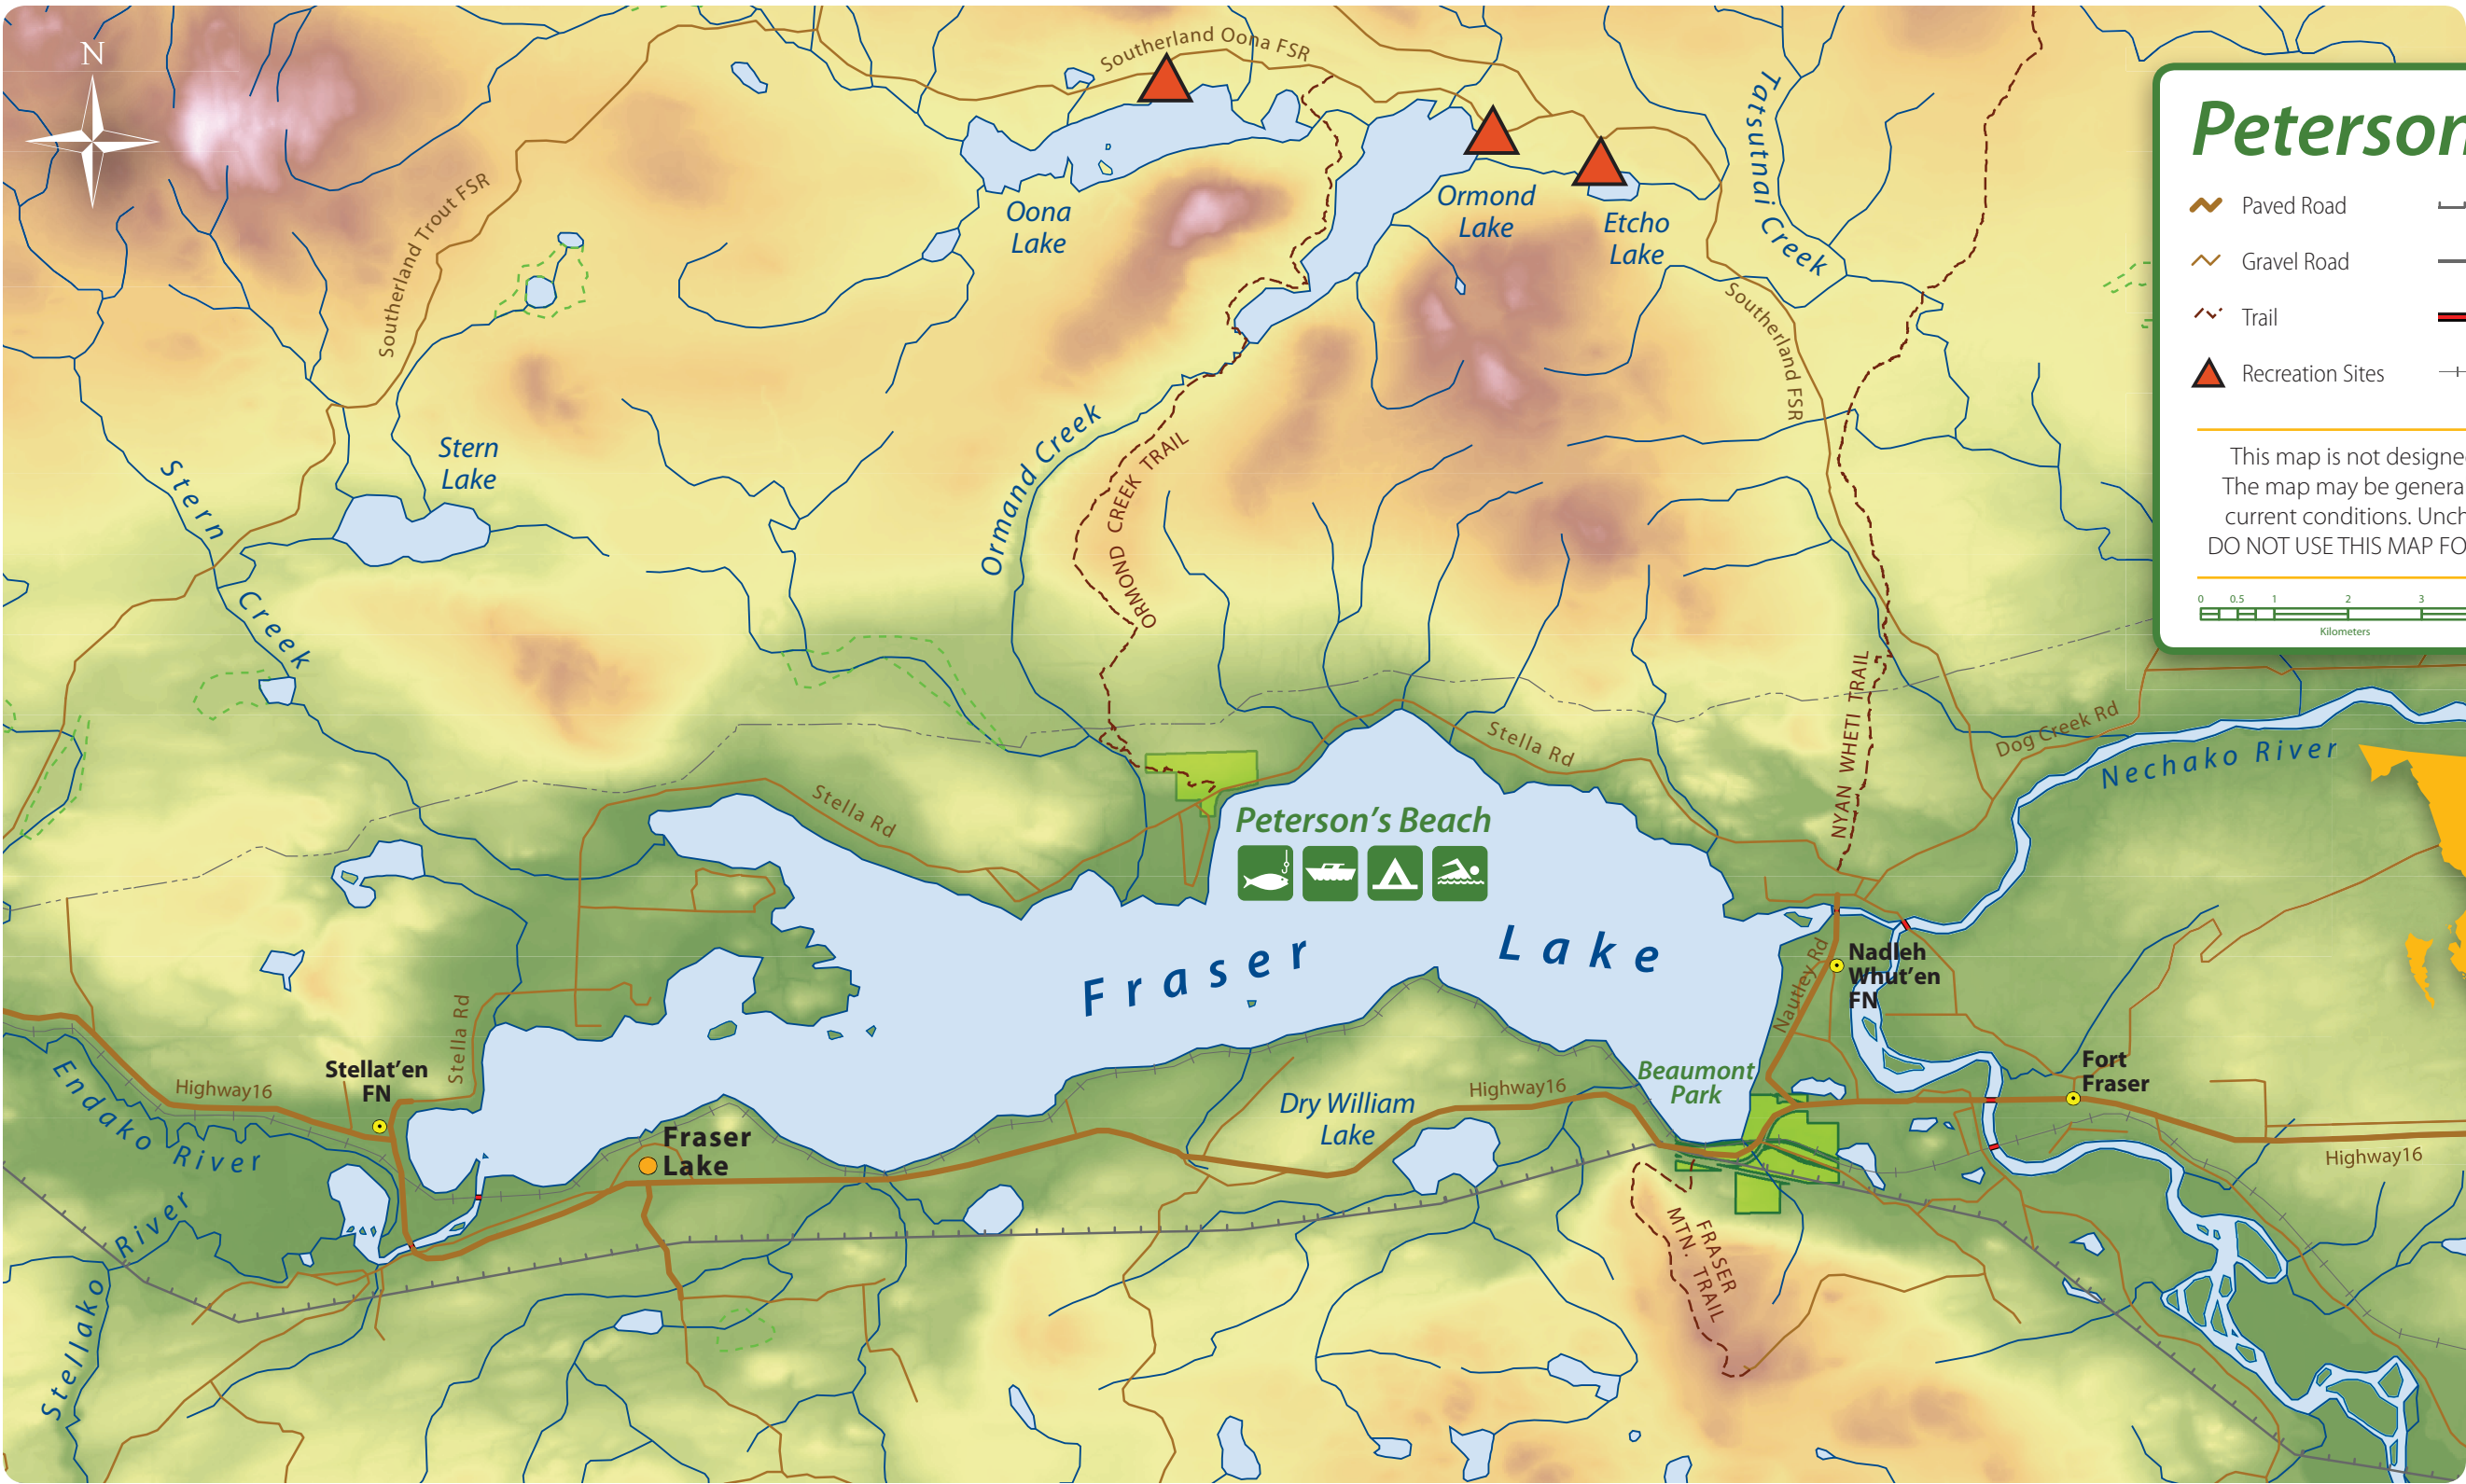 N
Southerland Oona FSR
Tatsutnai Creek
Southerland Trout FSR
Oona
Lake
Ormond
Lake
Etcho
Lake
Southerland FSR
Stern
Lake
Stern Creek
Ormand Creek
ORMOND CREEK TRAIL
NYAN WHETI TRAIL
Stella Rd
Stella Rd
Dog Creek Rd
Nechako River
Peterson's Beach
Fraser Lake
Nautley Rd
Nadleh
Whut'en
FN
Stella Rd
Stellat'en
FN
Highway16
Endako River
Stellako River
Fraser
Lake
Dry William
Lake
Highway16
Beaumont
Park
Fort
Fraser
Highway16
FRASER
MTN. TRAIL
Peterson
Paved Road
Gravel Road
Trail
Recreation Sites
This map is not designe
The map may be genera
current conditions. Unch
DO NOT USE THIS MAP FO
0 0.5 1 2 3
Kilometers